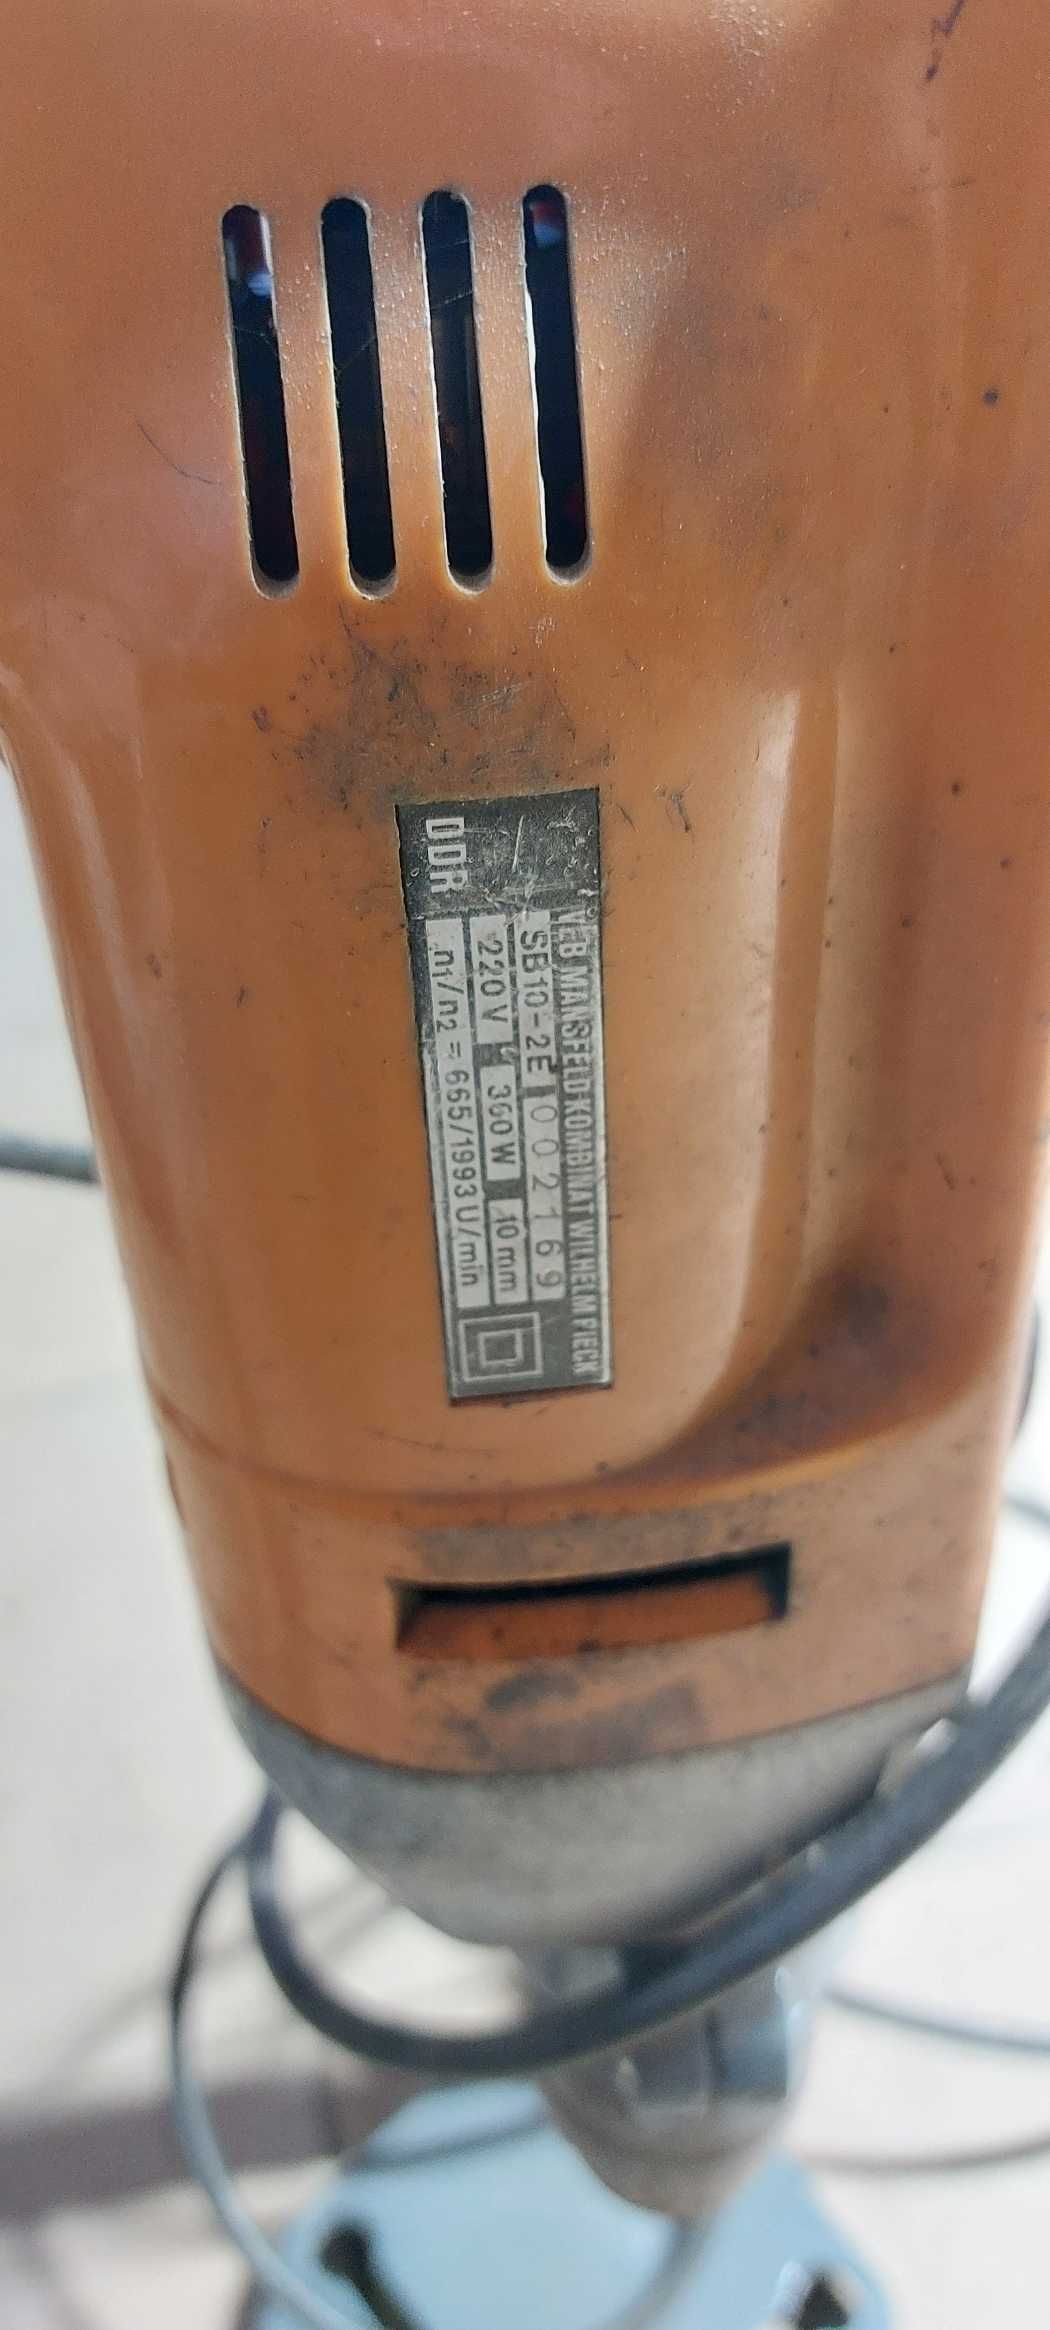 VEB MANSFELD KOMBINAT WILHELM PIECK
DDR
SB10-2E 002169
220V 360W 10mm
n1/n2 = 665/1993 U/min